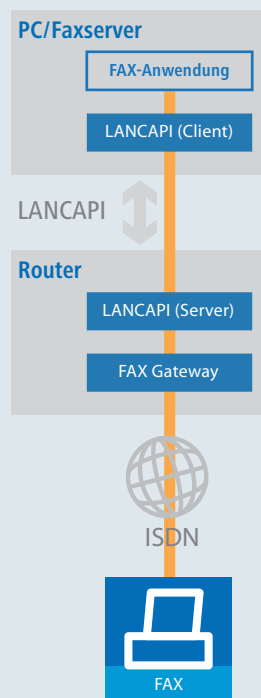 PC/Faxserver
FAX-Anwendung
LANCAPI (Client)
LANCAPI
Router
LANCAPI (Server)
FAX Gateway
ISDN
FAX